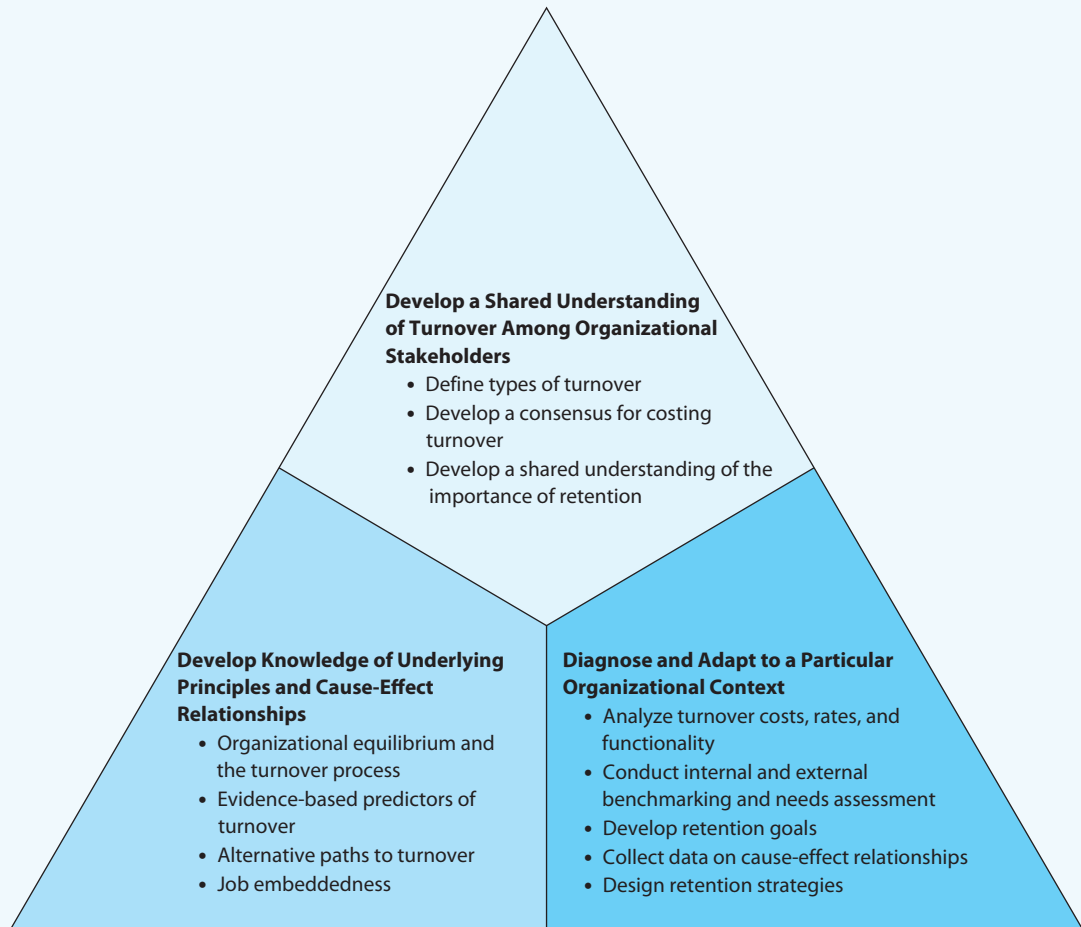 Develop a Shared Understanding
of Turnover Among Organizational
Stakeholders
• Define types of turnover
• Develop a consensus for costing
turnover
• Develop a shared understanding of the
importance of retention
Develop Knowledge of Underlying
Principles and Cause-Effect
Relationships
• Organizational equilibrium and
the turnover process
• Evidence-based predictors of
turnover
• Alternative paths to turnover
• Job embeddedness
Diagnose and Adapt to a Particular
Organizational Context
• Analyze turnover costs, rates, and
functionality
• Conduct internal and external
benchmarking and needs assessment
• Develop retention goals
• Collect data on cause-effect relationships
• Design retention strategies